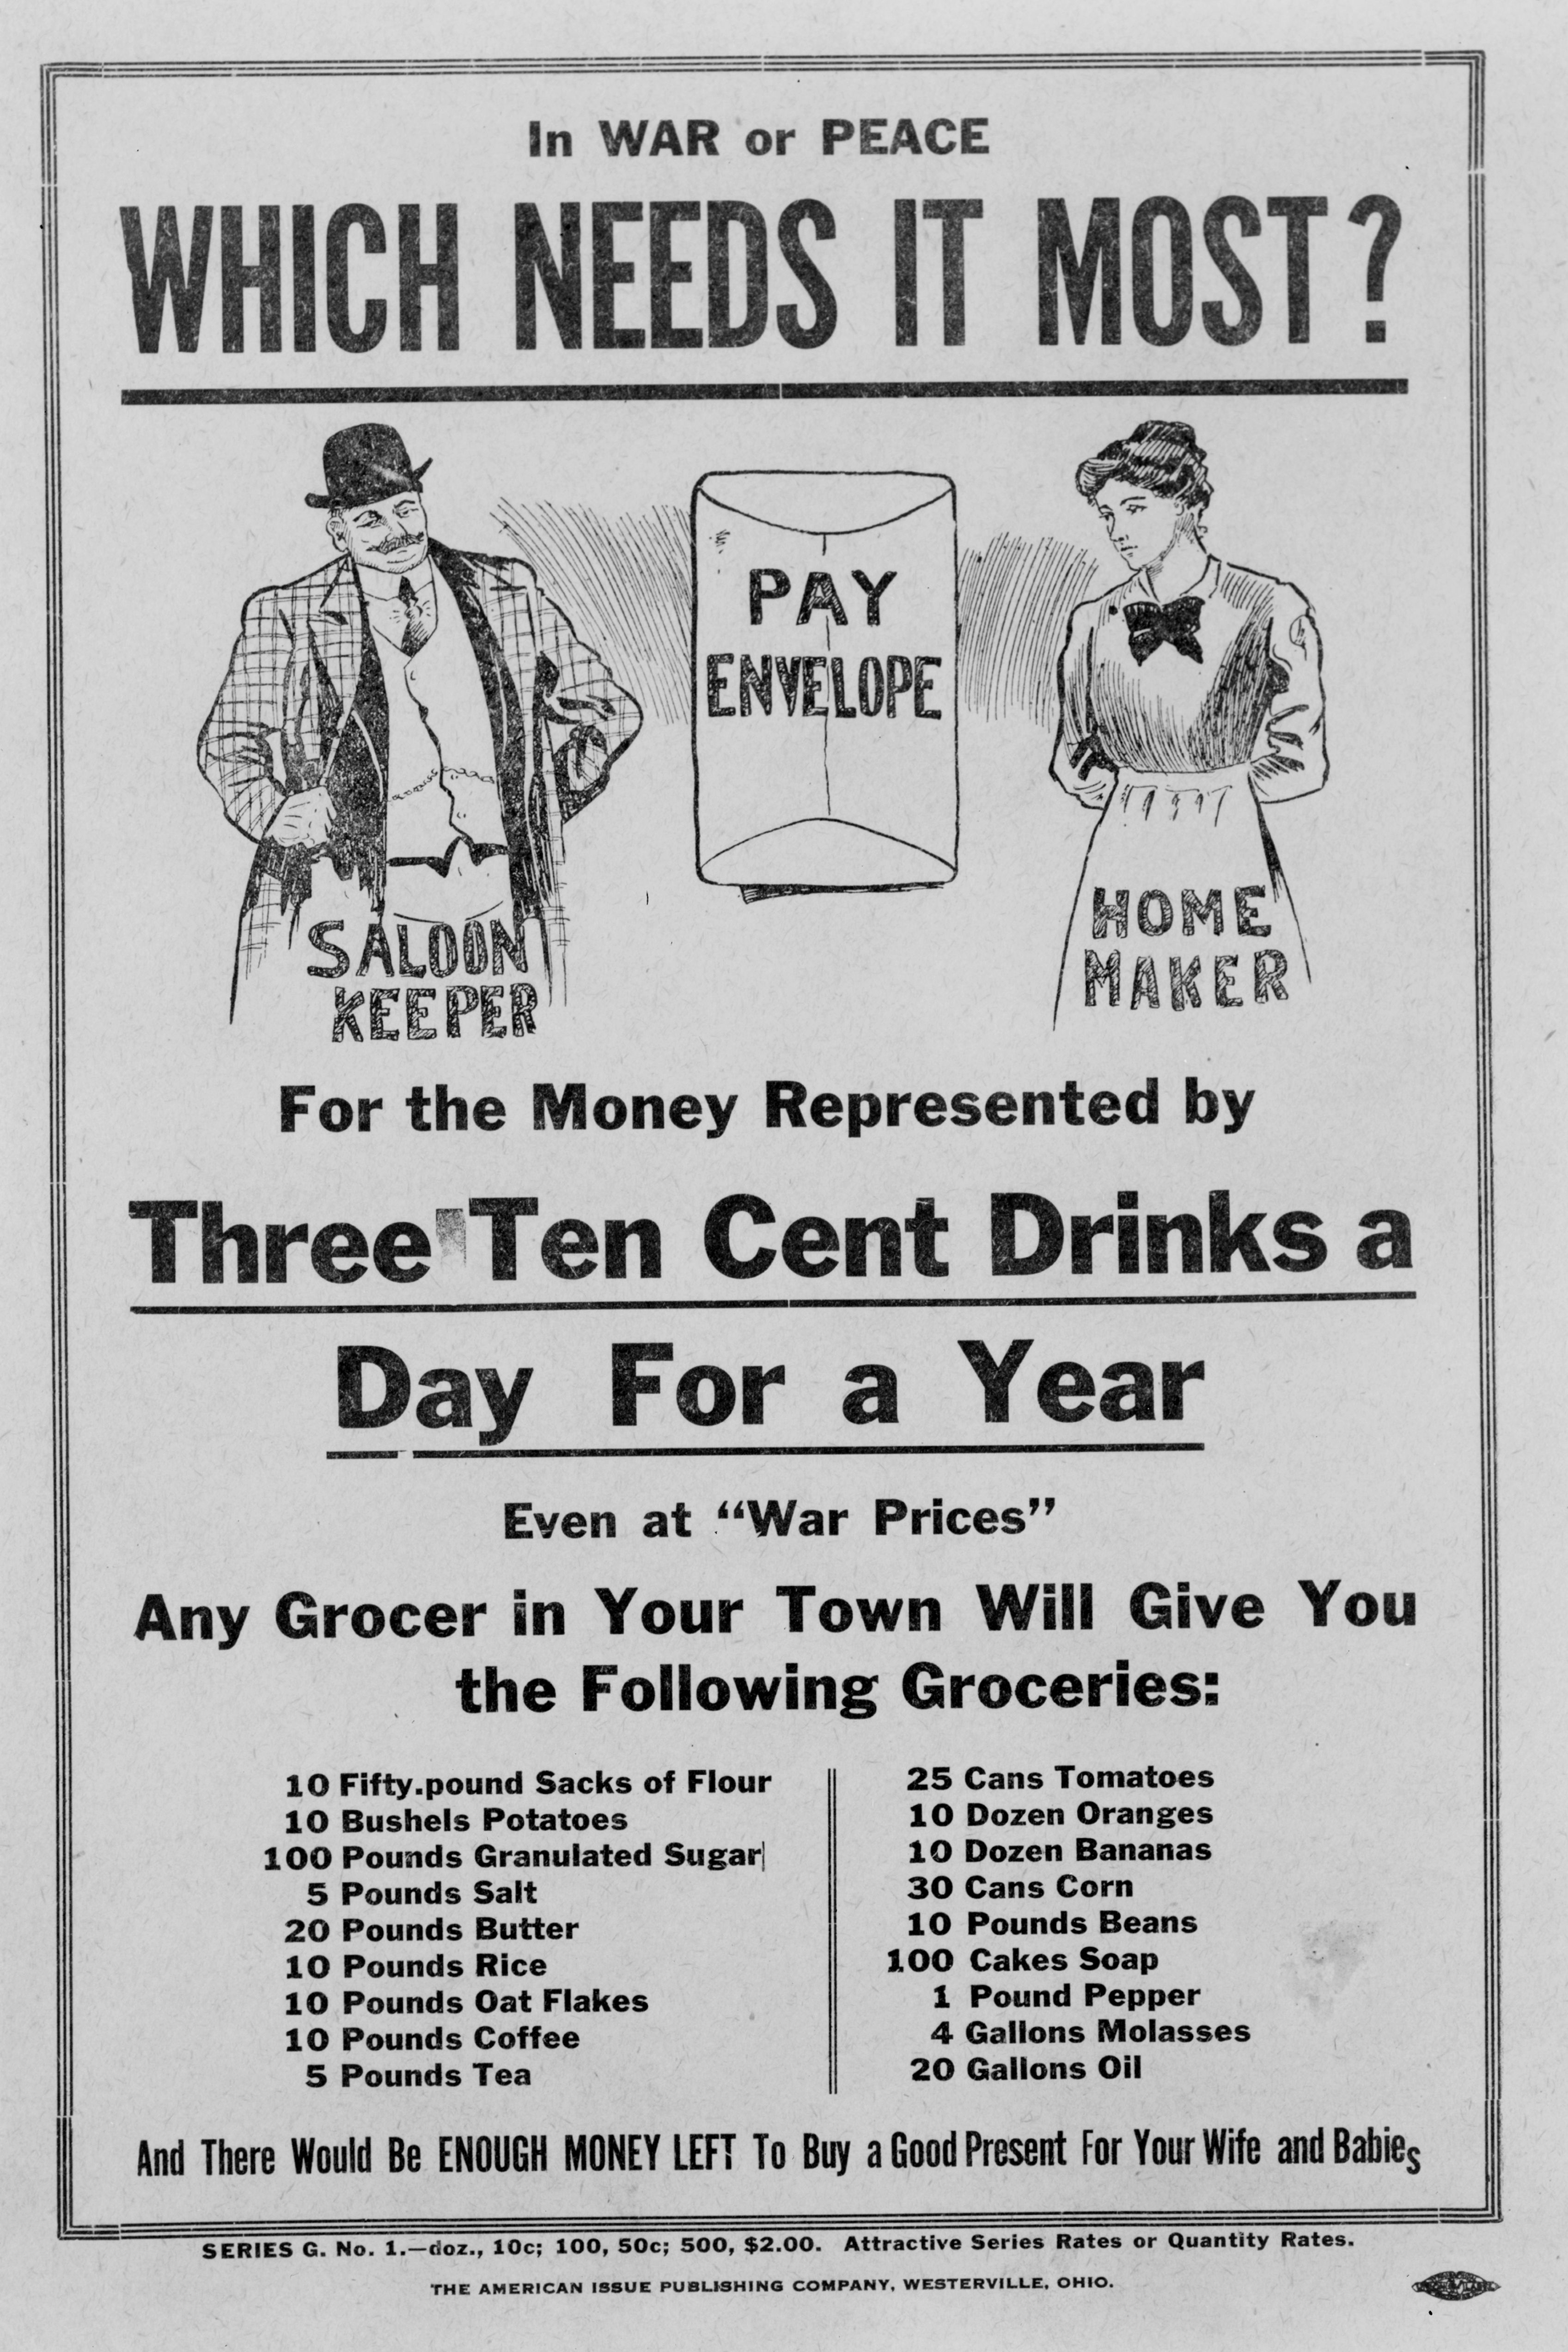 In WAR or PEACE
WHICH NEEDS IT MOST?
PAY
ENVELOPE
SALOON
KEEPER
HOME
MAKER
For the Money Represented by
Three Ten Cent Drinks a
Day For a Year
Even at “War Prices”
Any Grocer in Your Town Will Give You
the Following Groceries:
10 Fifty.pound Sacks of Flour
10 Bushels Potatoes
100 Pounds Granulated Sugar
5 Pounds Salt
20 Pounds Butter
10 Pounds Rice
10 Pounds Oat Flakes
10 Pounds Coffee
5 Pounds Tea
25 Cans Tomatoes
10 Dozen Oranges
10 Dozen Bananas
30 Cans Corn
10 Pounds Beans
100 Cakes Soap
1 Pound Pepper
4 Gallons Molasses
20 Gallons Oil
And There Would Be ENOUGH MONEY LEFT To Buy a Good Present For Your Wife and Babies
SERIES G. No. 1.—doz., 10c; 100, 50c; 500, $2.00. Attractive Series Rates or Quantity Rates.
THE AMERICAN ISSUE PUBLISHING COMPANY, WESTERVILLE, OHIO.